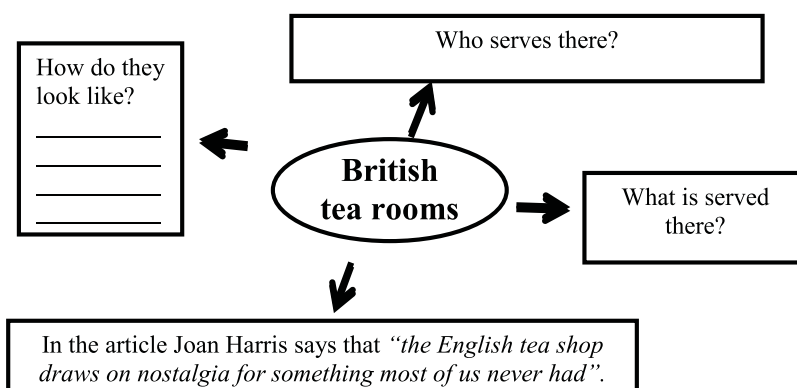 Who serves there?
How do they
look like?
British
tea rooms
What is served
there?
In the article Joan Harris says that “the English tea shop
draws on nostalgia for something most of us never had”.